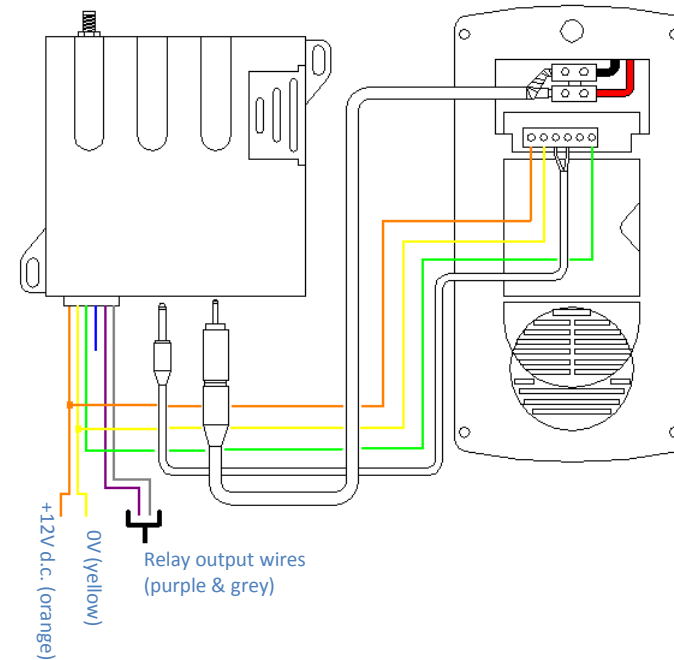 +12V d.c. (orange)
0V (yellow)
Relay output wires
(purple & grey)